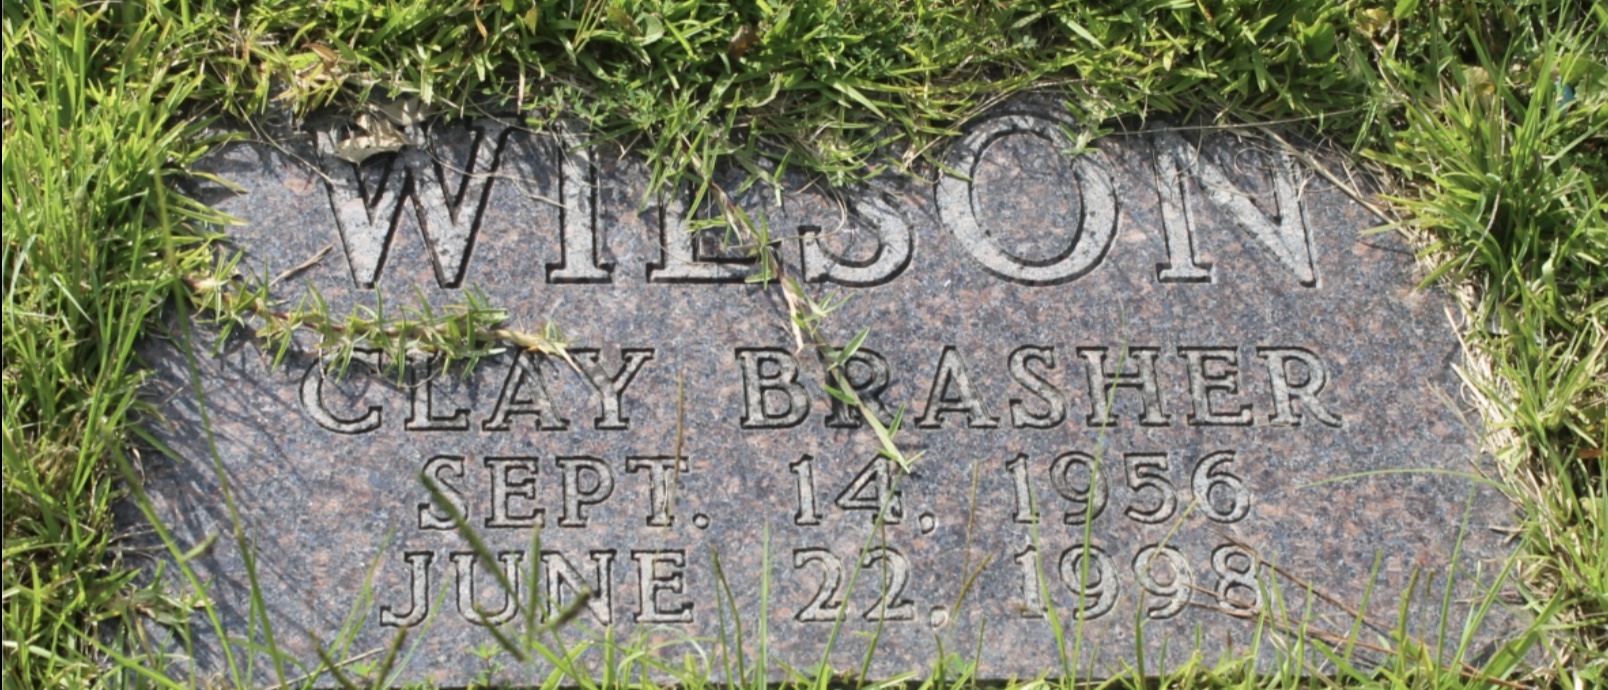 WILSON
CLAY BRASHER
SEPT. 14, 1956
JUNE 22, 1998